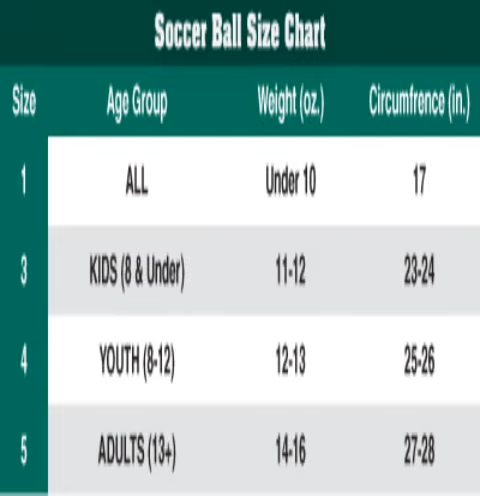 Soccer Ball Size Chart
Size Age Group Weight (oz.) Circumfrence (in.)
1 ALL Under 10 17
3 KIDS (8 & Under) 11-12 23-24
4 YOUTH (8-12) 12-13 25-26
5 ADULTS (13+) 14-16 27-28